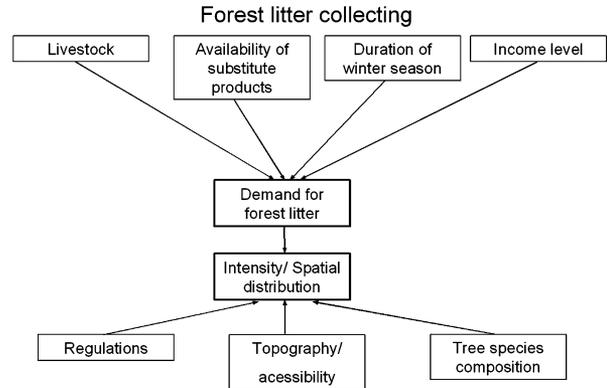 Forest litter collecting
Livestock
Availability of
substitute
products
Duration of
winter season
Income level
Demand for
forest litter
Intensity/ Spatial
distribution
Regulations
Topography/
acessibility
Tree species
composition